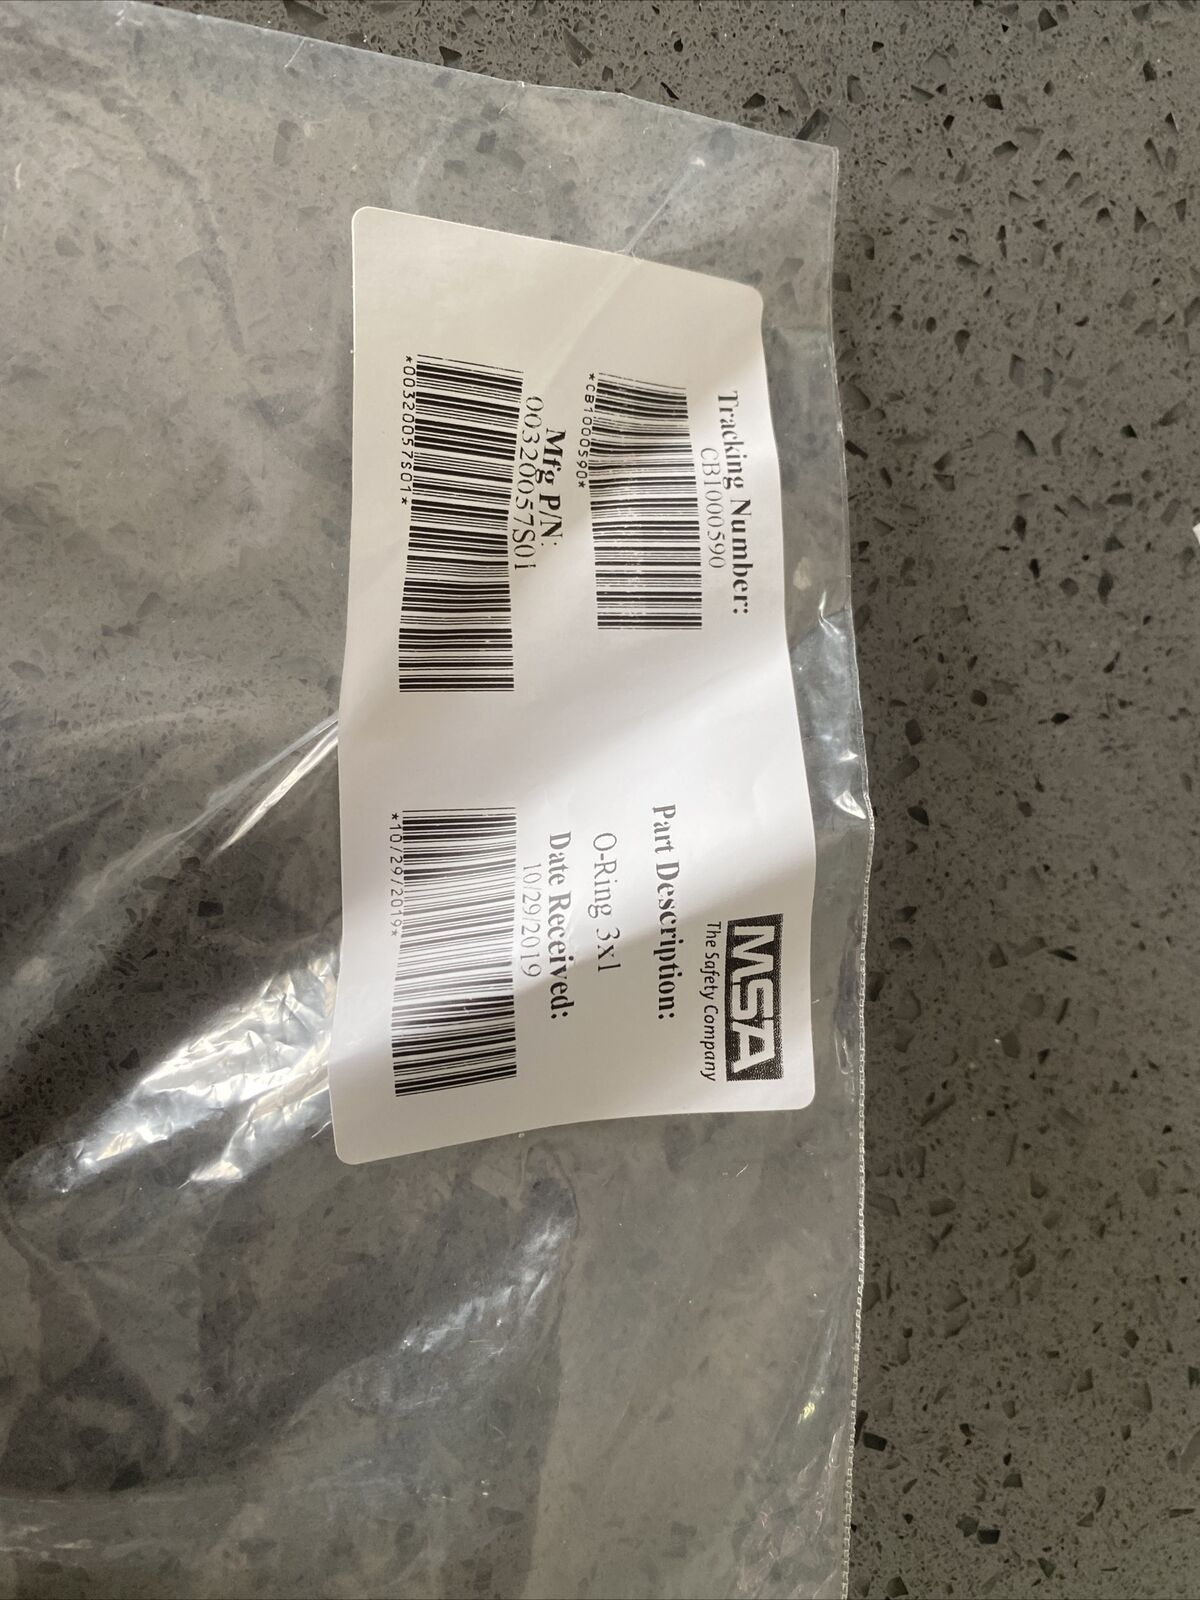 Tracking Number:
CB1000590
*CB1000590*
Mfg P/N:
00320057S01
*00320057S01*
MSA
The Safety Company
Part Description:
O-Ring 3x1
Date Received:
10/29/2019
*10/29/2019*